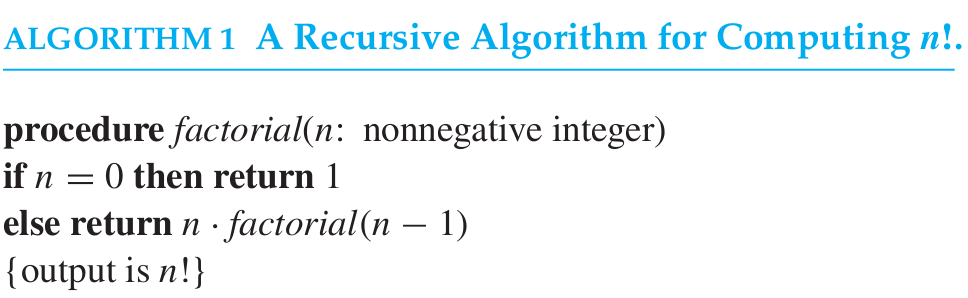 ALGORITHM 1 A Recursive Algorithm for Computing n!.
procedure factorial(n: nonnegative integer)
if n = 0 then return 1
else return n · factorial(n − 1)
{output is n!}